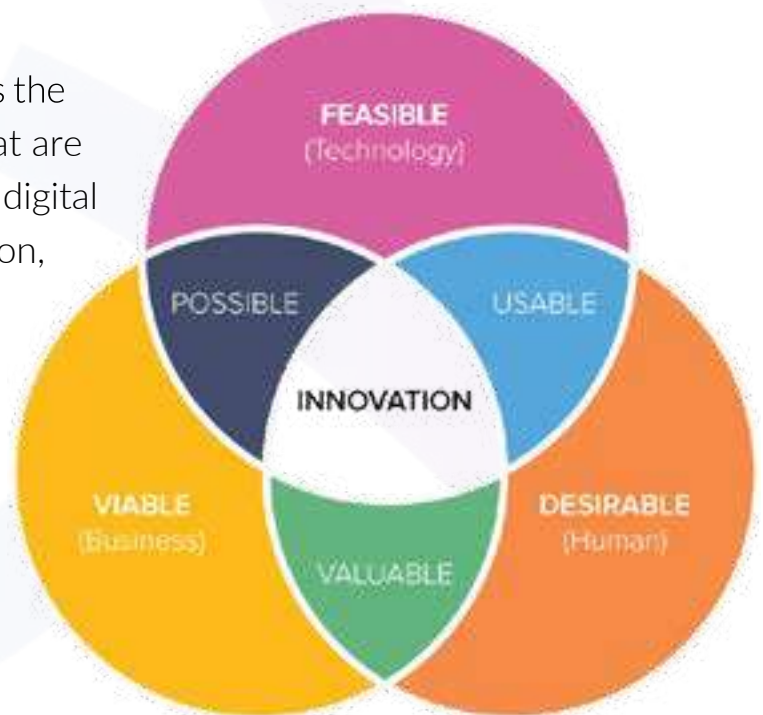 s the
at are
digital
on,
FEASIBLE
(Technology)
POSSIBLE
USABLE
INNOVATION
VIABLE
(Business)
DESIRABLE
(Human)
VALUABLE